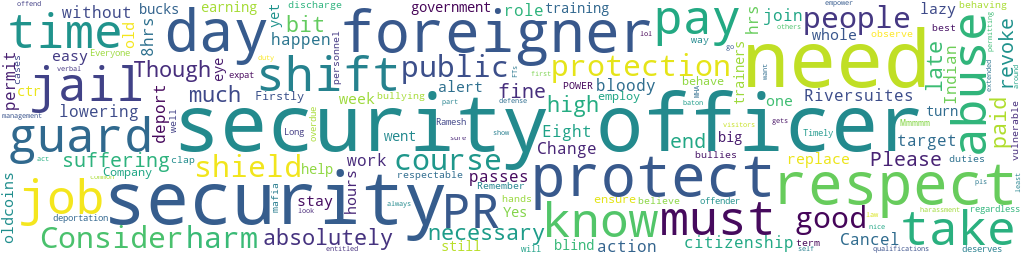 offend discharge earning bucks without government role training hrs join people lazy empower others
time yet bit happen day foreigner pay way trainers late Indian whole best observe revoke
permit old 8hrs Everyone easy jail Though eye personnel expat lol public protection need
cases ctr verbal lowering deport shift much Firstly week bullying alert fine bloody behave one Riversuites abuse
management guard well suffering clap security officer high employ Eight Change big turn target paid vulnerable
oldcoins job Company shield course end Please replace duties
act security work hours mafia stay respectable passes Remember hands PR protect respect
Considerharm absolutely necessary Yes know must good take
deportation look entitled always still will blind ensure believe action offender citizenship term Cancel nice deserves qualifications regardless
help bullies Timely gets visitors Mmmmm pls least
Long Ramesh sure show part defense POWER baton MHA want first go around permitting extended behaving harassment self